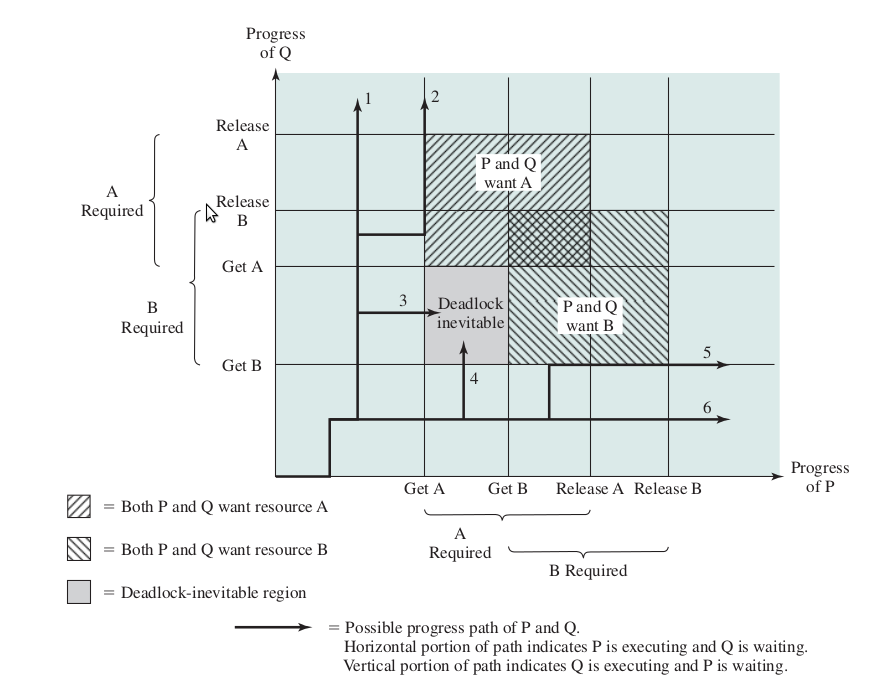 Progress
of Q
1
2
Release
A
P and Q
want A
A
Required
Release
B
Get A
3
Deadlock
inevitable
P and Q
want B
B
Required
Get B
4
5
6
Progress
of P
Get A
Get B
Release A
Release B
= Both P and Q want resource A
A
Required
= Both P and Q want resource B
B Required
= Deadlock-inevitable region
= Possible progress path of P and Q.
Horizontal portion of path indicates P is executing and Q is waiting.
Vertical portion of path indicates Q is executing and P is waiting.